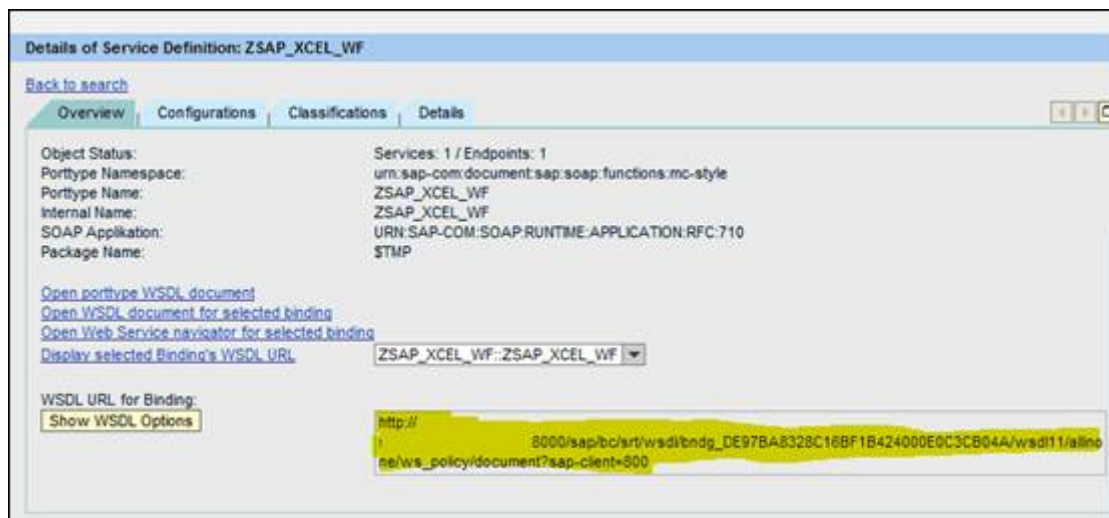 Details of Service Definition: ZSAP_XCEL_WF
Back to search
Overview Configurations Classifications Details
Object Status: Services: 1 / Endpoints: 1
Porttype Namespace: urn:sap-com:document:sap:soap:functions:mc-style
Porttype Name: ZSAP_XCEL_WF
Internal Name: ZSAP_XCEL_WF
SOAP Applikation: URN:SAP-COM:SOAP:RUNTIME:APPLICATION:RFC:710
Package Name: $TMP
Open porttype WSDL document
Open WSDL document for selected binding
Open Web Service navigator for selected binding
Display selected Binding's WSDL URL ZSAP_XCEL_WF::ZSAP_XCEL_WF
WSDL URL for Binding:
Show WSDL Options http://
8000/sap/bc/srt/wsdl/bndg_DE97BA8328C16BF1B424000E0C3CB04A/wsdl11/allino
ne/ws_policy/document?sap-client=800